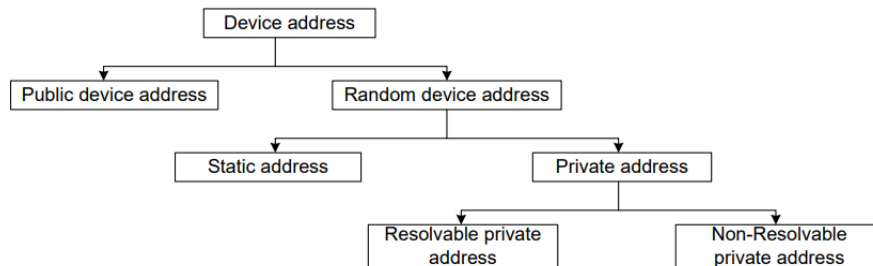 Device address
Public device address
Random device address
Static address
Private address
Resolvable private
address
Non-Resolvable
private address